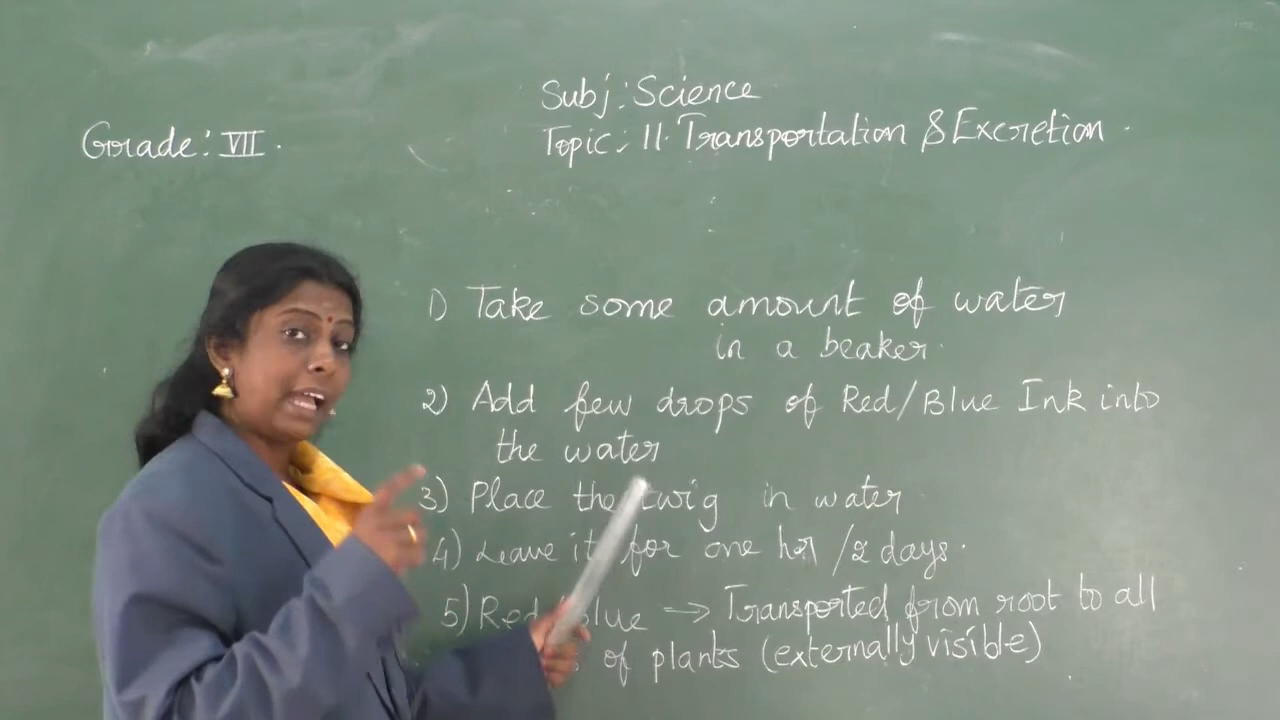 Subj: Science
Grade: VII.
Topic: 11. Transportation & Excretion.
1) Take some amount of water
in a beaker.
2) Add few drops of Red/Blue Ink into
the water
3) Place the twig in water
4) Leave it for one hr /2 days.
5) Red/Blue → Transported from root to all
of plants (externally visible)